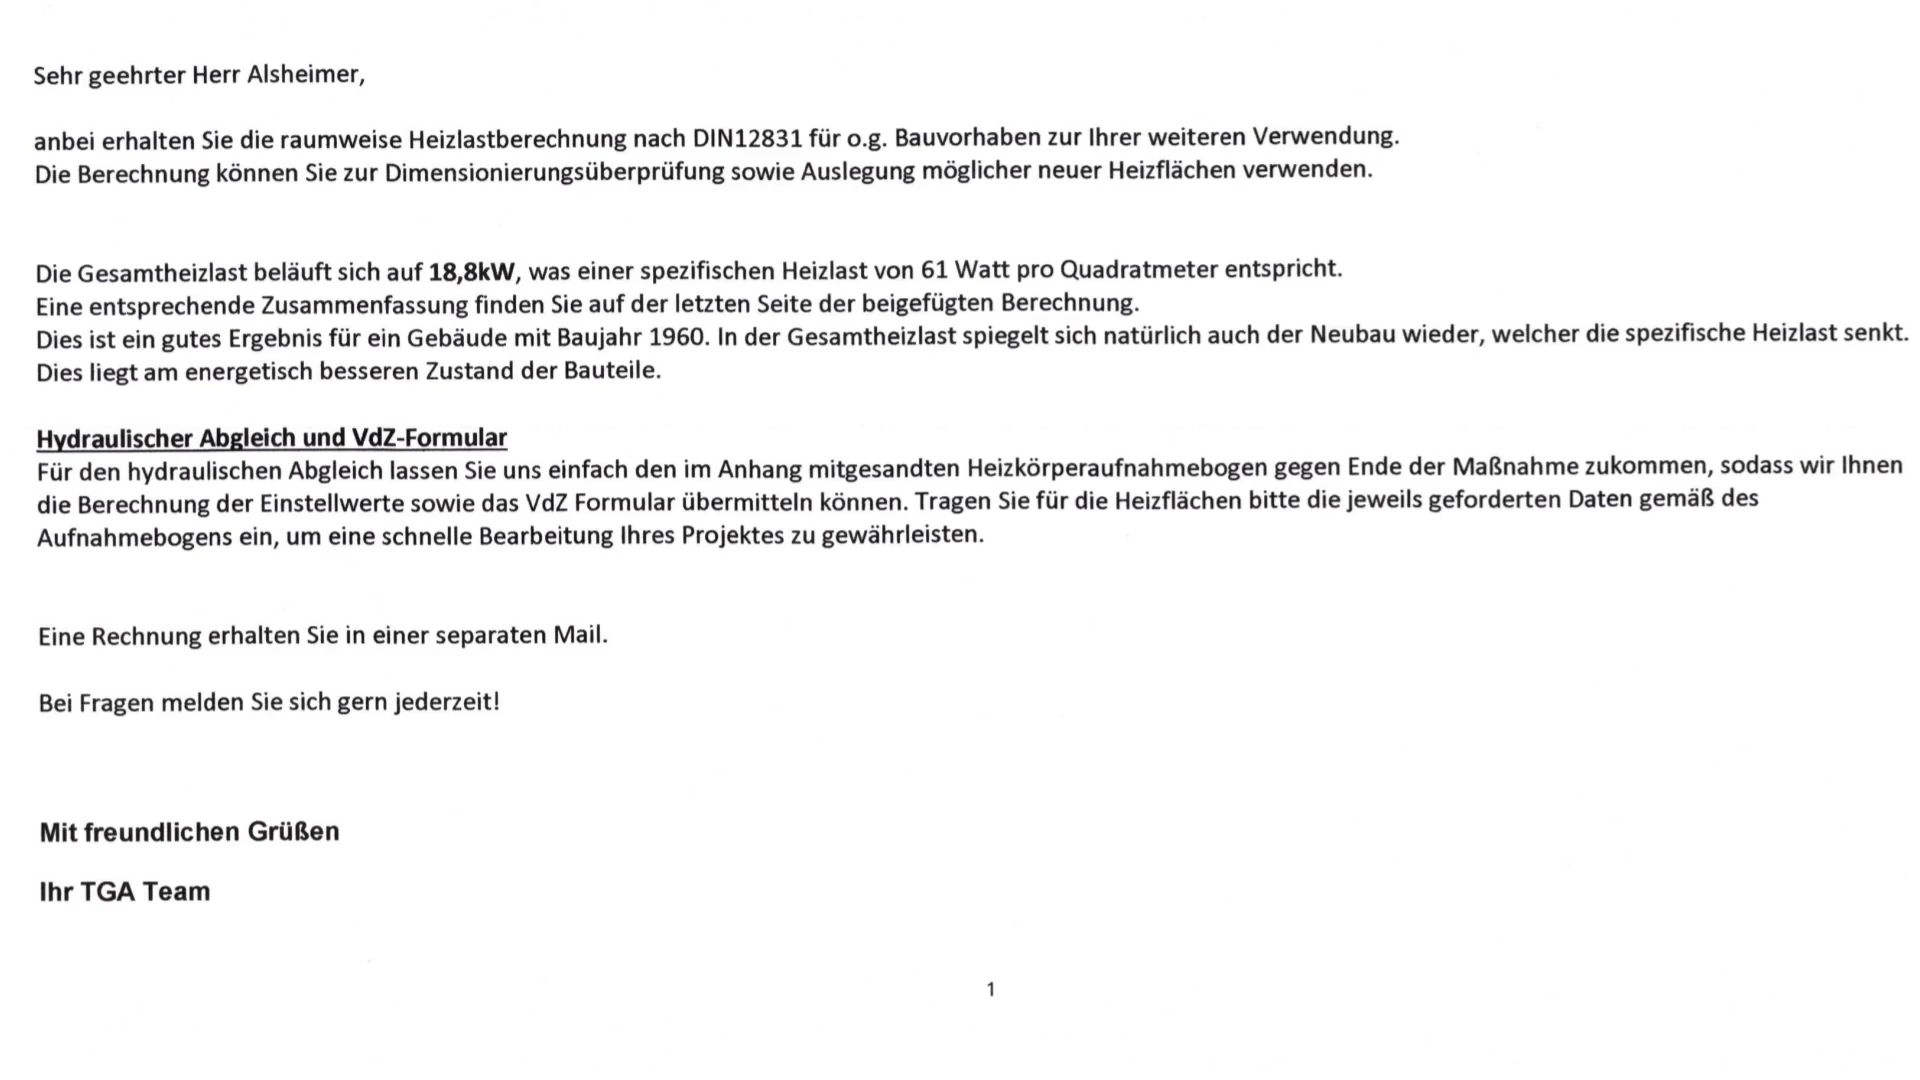 Sehr geehrter Herr Alsheimer,
anbei erhalten Sie die raumweise Heizlastberechnung nach DIN12831 für o.g. Bauvorhaben zur Ihrer weiteren Verwendung.
Die Berechnung können Sie zur Dimensionierungsüberprüfung sowie Auslegung möglicher neuer Heizflächen verwenden.
Die Gesamtheizlast beläuft sich auf 18,8kW, was einer spezifischen Heizlast von 61 Watt pro Quadratmeter entspricht.
Eine entsprechende Zusammenfassung finden Sie auf der letzten Seite der beigefügten Berechnung.
Dies ist ein gutes Ergebnis für ein Gebäude mit Baujahr 1960. In der Gesamtheizlast spiegelt sich natürlich auch der Neubau wieder, welcher die spezifische Heizlast senkt.
Dies liegt am energetisch besseren Zustand der Bauteile.
Hydraulischer Abgleich und VdZ-Formular
Für den hydraulischen Abgleich lassen Sie uns einfach den im Anhang mitgesandten Heizkörperaufnahmebogen gegen Ende der Maßnahme zukommen, sodass wir Ihnen
die Berechnung der Einstellwerte sowie das VdZ Formular übermitteln können. Tragen Sie für die Heizflächen bitte die jeweils geforderten Daten gemäß des
Aufnahmebogens ein, um eine schnelle Bearbeitung Ihres Projektes zu gewährleisten.
Eine Rechnung erhalten Sie in einer separaten Mail.
Bei Fragen melden Sie sich gern jederzeit!
Mit freundlichen Grüßen
Ihr TGA Team
1